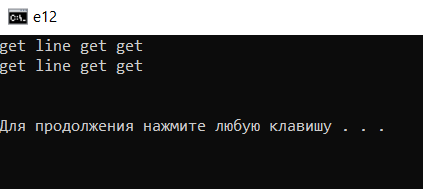 e12
get line get get
get line get get
Для продолжения нажмите любую клавишу . . .